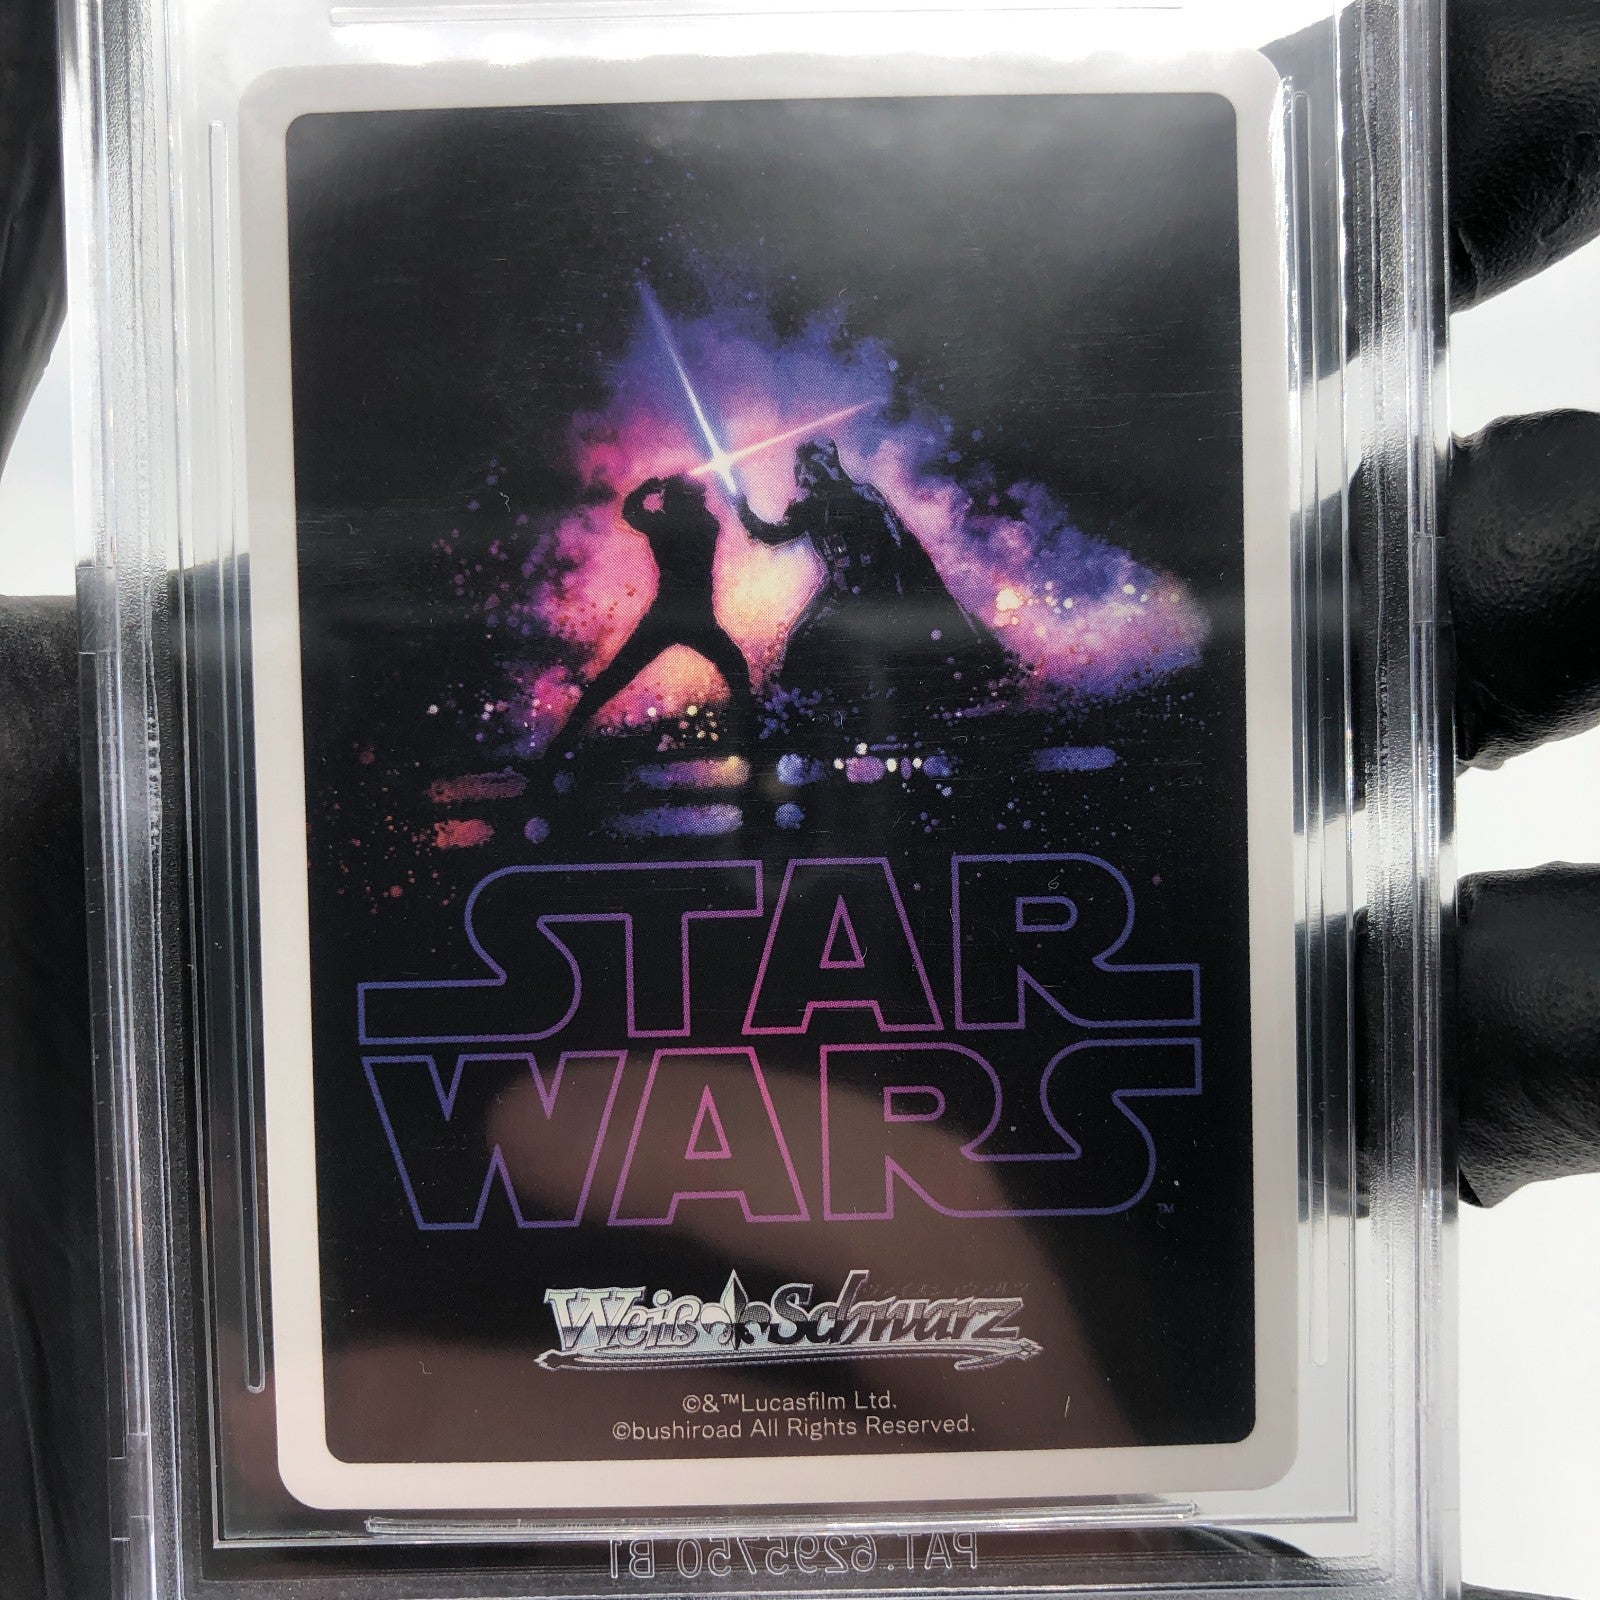 STAR
WARS
™
Weiß Schwarz
©&™Lucasfilm Ltd.
©bushiroad All Rights Reserved.
PAT.6295750 B1